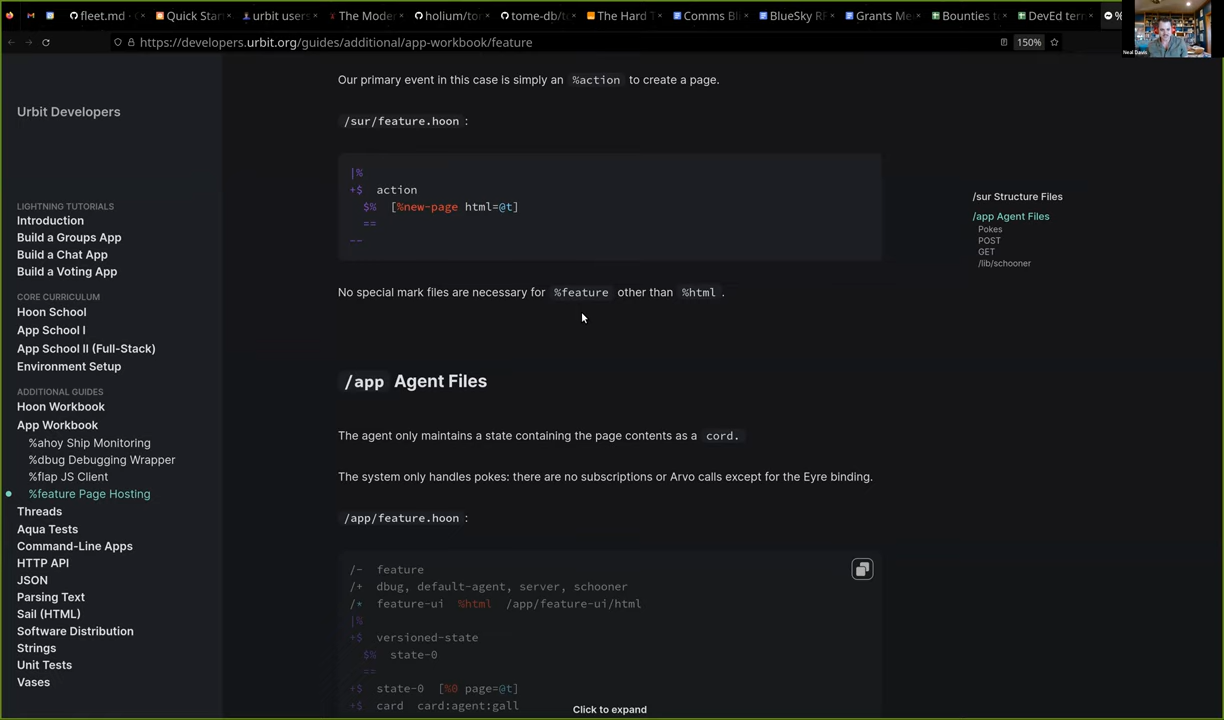 fleet.md -
Quick Star
urbit users
The Moder
holium/to
tome-db/t
The Hard T
Comms Bl
BlueSky R
Grants Me
Bounties t
DevEd ter
%
https://developers.urbit.org/guides/additional/app-workbook/feature
150%
Neal Davis
Urbit Developers
LIGHTNING TUTORIALS
Introduction
Build a Groups App
Build a Chat App
Build a Voting App
CORE CURRICULUM
Hoon School
App School I
App School II (Full-Stack)
Environment Setup
ADDITIONAL GUIDES
Hoon Workbook
App Workbook
%ahoy Ship Monitoring
%dbug Debugging Wrapper
%flap JS Client
%feature Page Hosting
Threads
Aqua Tests
Command-Line Apps
HTTP API
JSON
Parsing Text
Sail (HTML)
Software Distribution
Strings
Unit Tests
Vases
Our primary event in this case is simply an %action to create a page.
/sur/feature.hoon :
|%
+$ action
$% [%new-page html=@t]
==
--
No special mark files are necessary for %feature other than %html .
/app Agent Files
The agent only maintains a state containing the page contents as a cord.
The system only handles pokes: there are no subscriptions or Arvo calls except for the Eyre binding.
/app/feature.hoon :
/- feature
/+ dbug, default-agent, server, schooner
/* feature-ui %html /app/feature-ui/html
|%
+$ versioned-state
$% state-0
==
+$ state-0 [%0 page=@t]
+$ card card:agent:gall
Click to expand
/sur Structure Files
/app Agent Files
Pokes
POST
GET
/lib/schooner